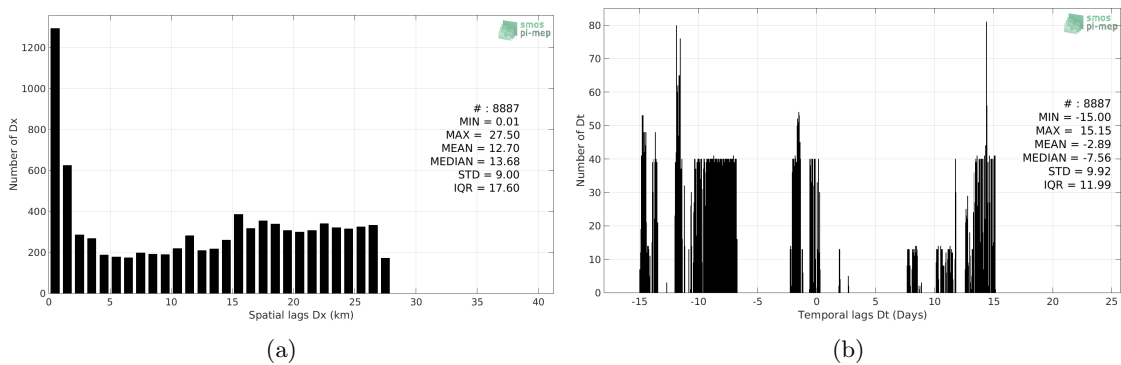 smos
pi-mep
1200
1000
800
600
400
200
0
Number of Dx
# : 8887
MIN = 0.01
MAX = 27.50
MEAN = 12.70
MEDIAN = 13.68
STD = 9.00
IQR = 17.60
0 5 10 15 20 25 30 35 40
Spatial lags Dx (km)
(a)
smos
pi-mep
80
70
60
50
40
30
20
10
0
Number of Dt
# : 8887
MIN = -15.00
MAX = 15.15
MEAN = -2.89
MEDIAN = -7.56
STD = 9.92
IQR = 11.99
-15 -10 -5 0 5 10 15 20 25
Temporal lags Dt (Days)
(b)